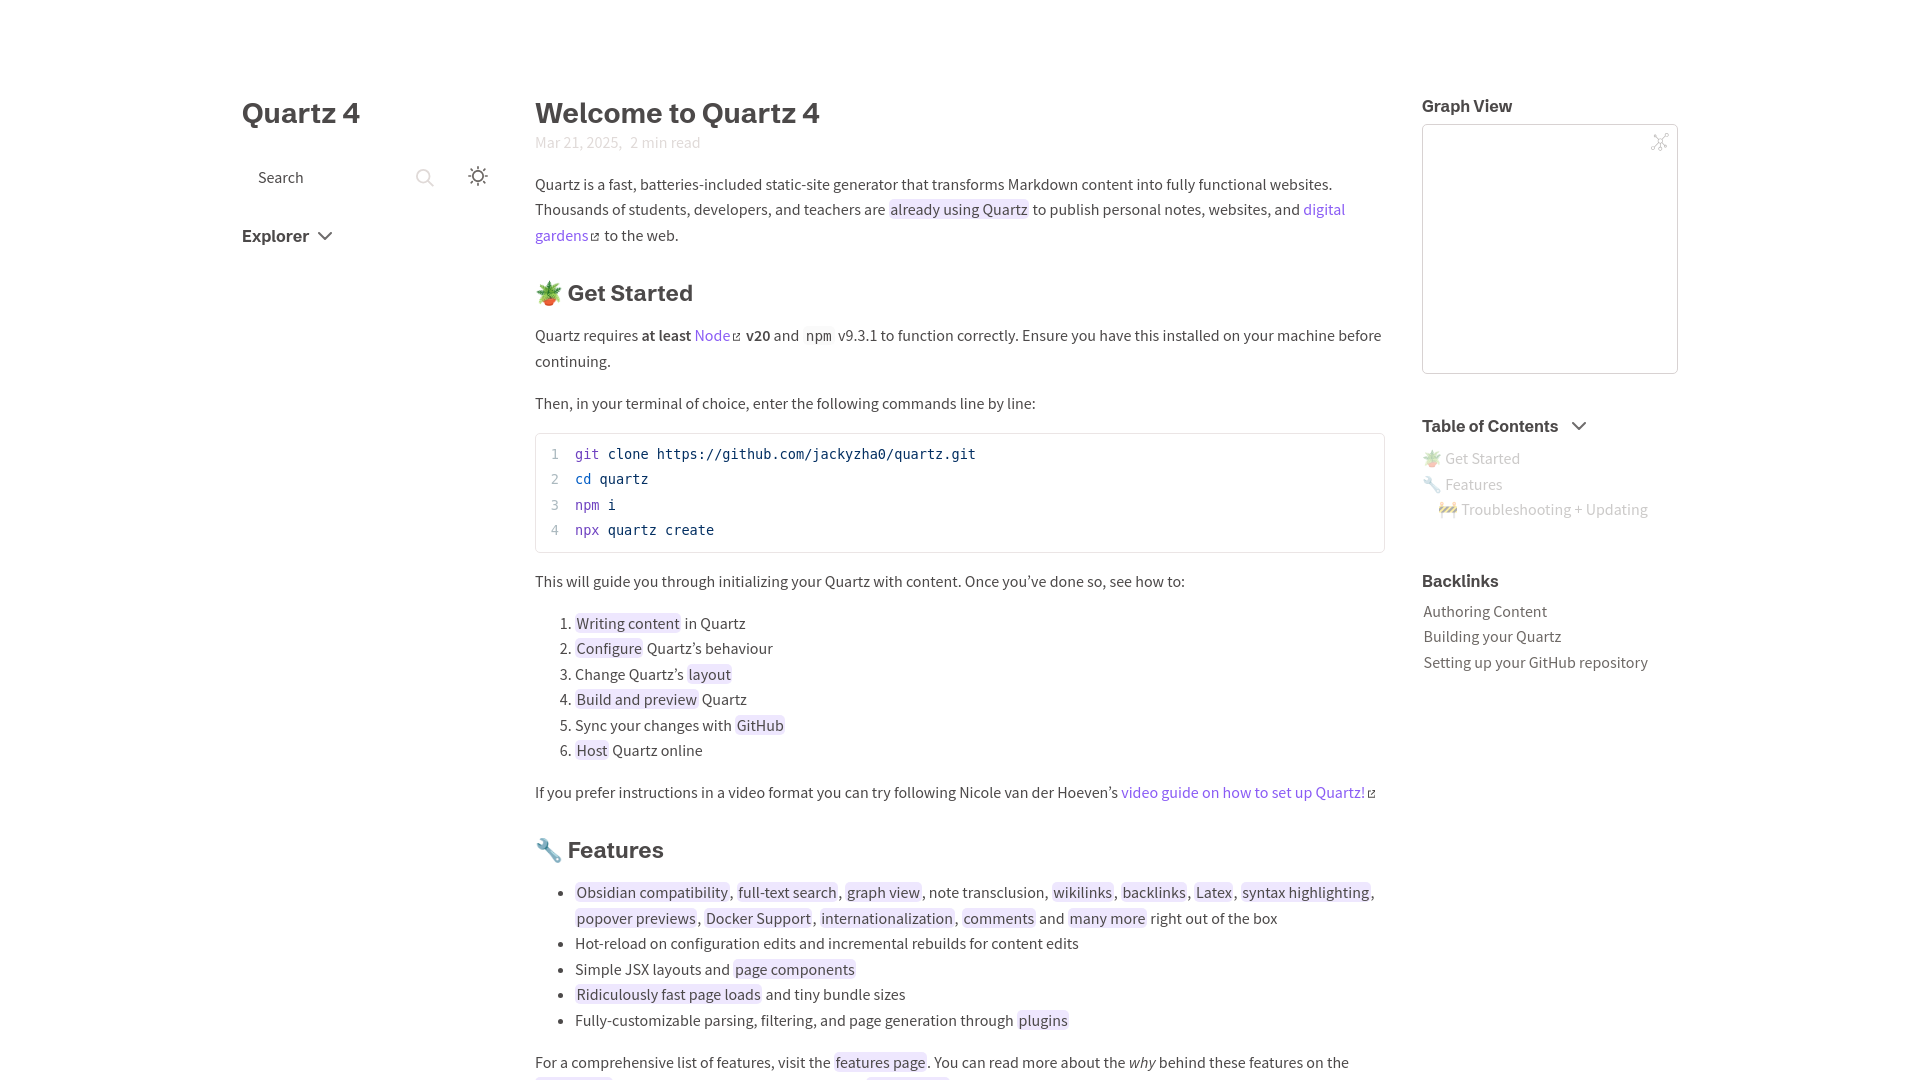 Quartz 4
Search
Explorer
Welcome to Quartz 4
Mar 21, 2025, 2 min read
Quartz is a fast, batteries-included static-site generator that transforms Markdown content into fully functional websites.
Thousands of students, developers, and teachers are already using Quartz to publish personal notes, websites, and digital
gardens to the web.
🪴 Get Started
Quartz requires at least Node v20 and npm v9.3.1 to function correctly. Ensure you have this installed on your machine before
continuing.
Then, in your terminal of choice, enter the following commands line by line:
1 git clone https://github.com/jackyzha0/quartz.git
2 cd quartz
3 npm i
4 npx quartz create
This will guide you through initializing your Quartz with content. Once you’ve done so, see how to:
1. Writing content in Quartz
2. Configure Quartz’s behaviour
3. Change Quartz’s layout
4. Build and preview Quartz
5. Sync your changes with GitHub
6. Host Quartz online
If you prefer instructions in a video format you can try following Nicole van der Hoeven’s video guide on how to set up Quartz!
🔧 Features
• Obsidian compatibility, full-text search, graph view, note transclusion, wikilinks, backlinks, Latex, syntax highlighting,
popover previews, Docker Support, internationalization, comments and many more right out of the box
• Hot-reload on configuration edits and incremental rebuilds for content edits
• Simple JSX layouts and page components
• Ridiculously fast page loads and tiny bundle sizes
• Fully-customizable parsing, filtering, and page generation through plugins
For a comprehensive list of features, visit the features page. You can read more about the why behind these features on the
Graph View
Table of Contents
🪴 Get Started
🔧 Features
🚧 Troubleshooting + Updating
Backlinks
Authoring Content
Building your Quartz
Setting up your GitHub repository